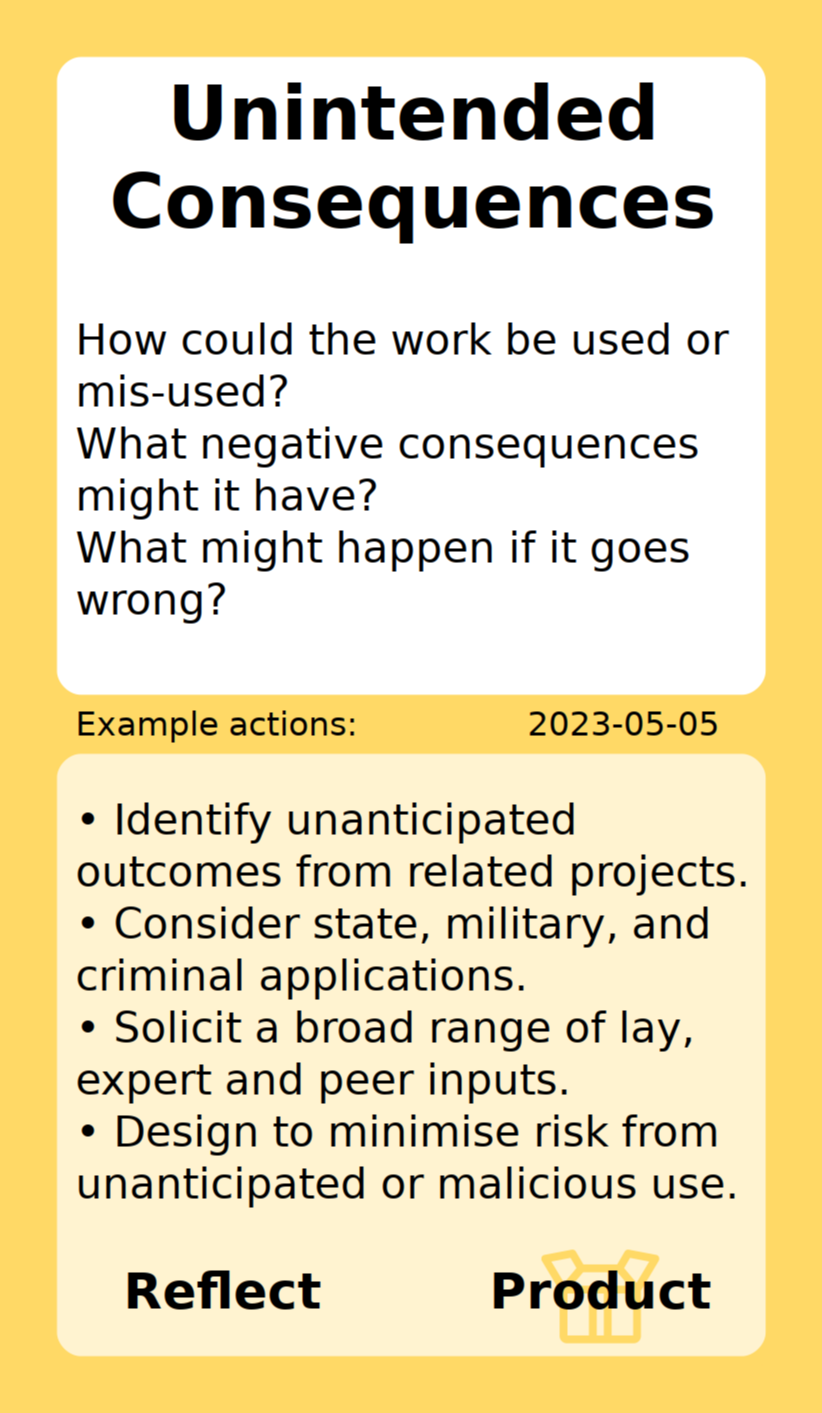 Unintended
Consequences
How could the work be used or
mis-used?
What negative consequences
might it have?
What might happen if it goes
wrong?
Example actions: 2023-05-05
• Identify unanticipated
outcomes from related projects.
• Consider state, military, and
criminal applications.
• Solicit a broad range of lay,
expert and peer inputs.
• Design to minimise risk from
unanticipated or malicious use.
Reflect Product